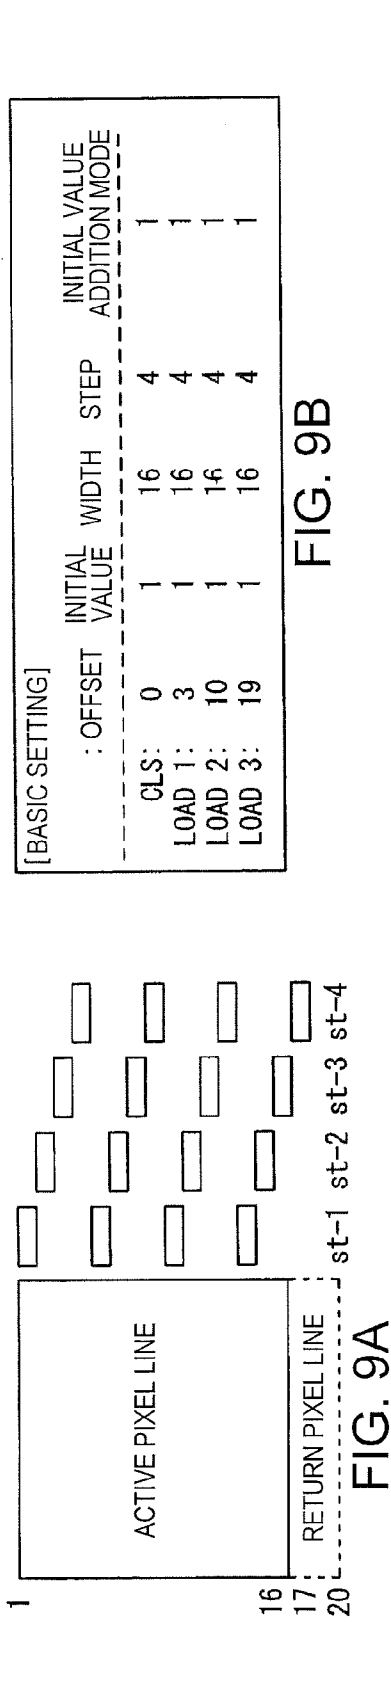 1
16
17
20
ACTIVE PIXEL LINE
RETURN PIXEL LINE
st-1 st-2 st-3 st-4
FIG. 9A
[BASIC SETTING]
: OFFSET INITIAL VALUE WIDTH STEP INITIAL VALUE ADDITION MODE
CLS: 0 1 16 4 1
LOAD 1: 3 1 16 4 1
LOAD 2: 10 1 16 4 1
LOAD 3: 19 1 16 4 1
FIG. 9B